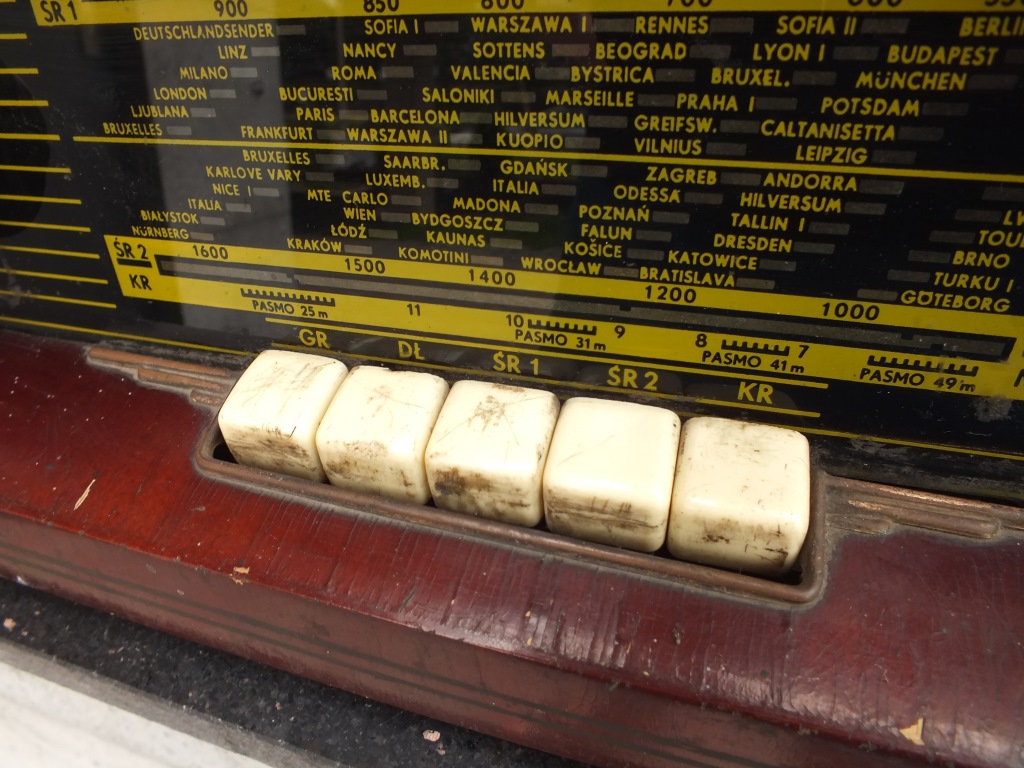 ŚR 1 900 850 800 700 600
DEUTSCHLANDSENDER SOFIA I WARSZAWA I RENNES SOFIA II BERLIN
LINZ NANCY SOTTENS BEOGRAD LYON I BUDAPEST
MILANO ROMA VALENCIA BYSTRICA BRUXEL. MÜNCHEN
LONDON BUCURESTI SALONIKI MARSEILLE PRAHA I POTSDAM
LJUBLANA PARIS BARCELONA HILVERSUM GREIFSW. CALTANISETTA
BRUXELLES FRANKFURT WARSZAWA II KUOPIO VILNIUS LEIPZIG
BRUXELLES SAARBR. GDAŃSK ZAGREB ANDORRA
KARLOVE VARY LUXEMB. ITALIA ODESSA HILVERSUM
NICE I MTE CARLO MADONA POZNAŃ TALLIN I
ITALIA WIEN BYDGOSZCZ FALUN DRESDEN TOU
BIALYSTOK ŁÓDŹ KAUNAS KOŠICE KATOWICE BRNO
NÜRNBERG KRAKÓW KOMOTINI WROCŁAW BRATISLAVA TURKU I
GÖTEBORG
ŚR 2 1600 1500 1400 1200 1000
KR PASMO 25 m 11 10 PASMO 31 m 9 8 PASMO 41 m 7 PASMO 49 m
GR DŁ ŚR 1 ŚR 2 KR